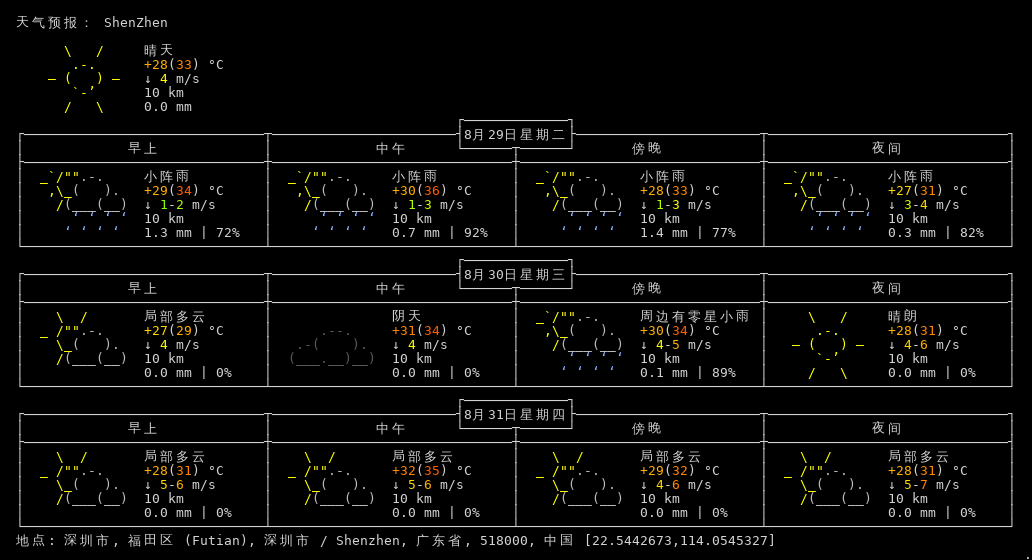 天气预报： ShenZhen
晴天
+28(33) °C
↓ 4 m/s
10 km
0.0 mm
8月29日星期二
早上 中午 傍晚 夜间
小阵雨 小阵雨 小阵雨 小阵雨
+29(34) °C +30(36) °C +28(33) °C +27(31) °C
↓ 1-2 m/s ↓ 1-3 m/s ↓ 1-3 m/s ↓ 3-4 m/s
10 km 10 km 10 km 10 km
1.3 mm | 72% 0.7 mm | 92% 1.4 mm | 77% 0.3 mm | 82%
8月30日星期三
早上 中午 傍晚 夜间
局部多云 阴天 周边有零星小雨 晴朗
+27(29) °C +31(34) °C +30(34) °C +28(31) °C
↓ 4 m/s ↓ 4 m/s ↓ 4-5 m/s ↓ 4-6 m/s
10 km 10 km 10 km 10 km
0.0 mm | 0% 0.0 mm | 0% 0.1 mm | 89% 0.0 mm | 0%
8月31日星期四
早上 中午 傍晚 夜间
局部多云 局部多云 局部多云 局部多云
+28(31) °C +32(35) °C +29(32) °C +28(31) °C
↓ 5-6 m/s ↓ 5-6 m/s ↓ 4-6 m/s ↓ 5-7 m/s
10 km 10 km 10 km 10 km
0.0 mm | 0% 0.0 mm | 0% 0.0 mm | 0% 0.0 mm | 0%
地点: 深圳市, 福田区 (Futian), 深圳市 / Shenzhen, 广东省, 518000, 中国 [22.5442673,114.0545327]